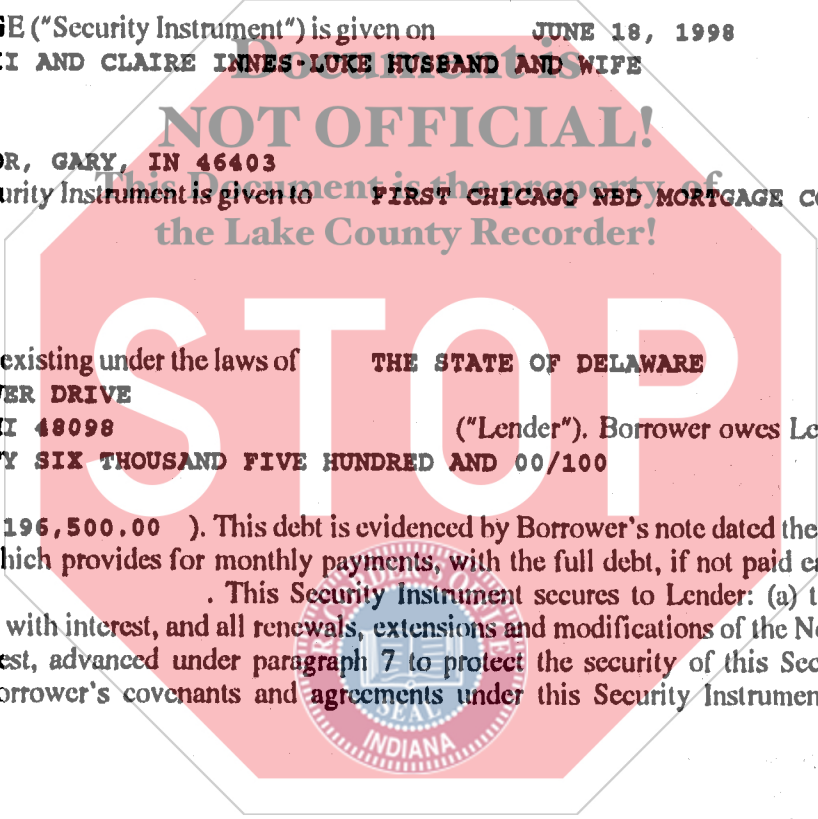 GE ("Security Instrument") is given on JUNE 18, 1998
Document is
I AND CLAIRE INNES-LUKE HUSBAND AND WIFE
NOT OFFICIAL!
OR, GARY, IN 46403
This Document is the property of
urity Instrument is given to FIRST CHICAGO NBD MORTGAGE CO
the Lake County Recorder!
STOP
existing under the laws of THE STATE OF DELAWARE
ER DRIVE
I 48098 ("Lender"). Borrower owes Le
Y SIX THOUSAND FIVE HUNDRED AND 00/100
196,500.00 ). This debt is evidenced by Borrower's note dated the
hich provides for monthly payments, with the full debt, if not paid ea
. This Security Instrument secures to Lender: (a) t
with interest, and all renewals, extensions and modifications of the No
est, advanced under paragraph 7 to protect the security of this Sec
orrower's covenants and agreements under this Security Instrumen
RECORDER'S OFFICE
SEAL
INDIANA